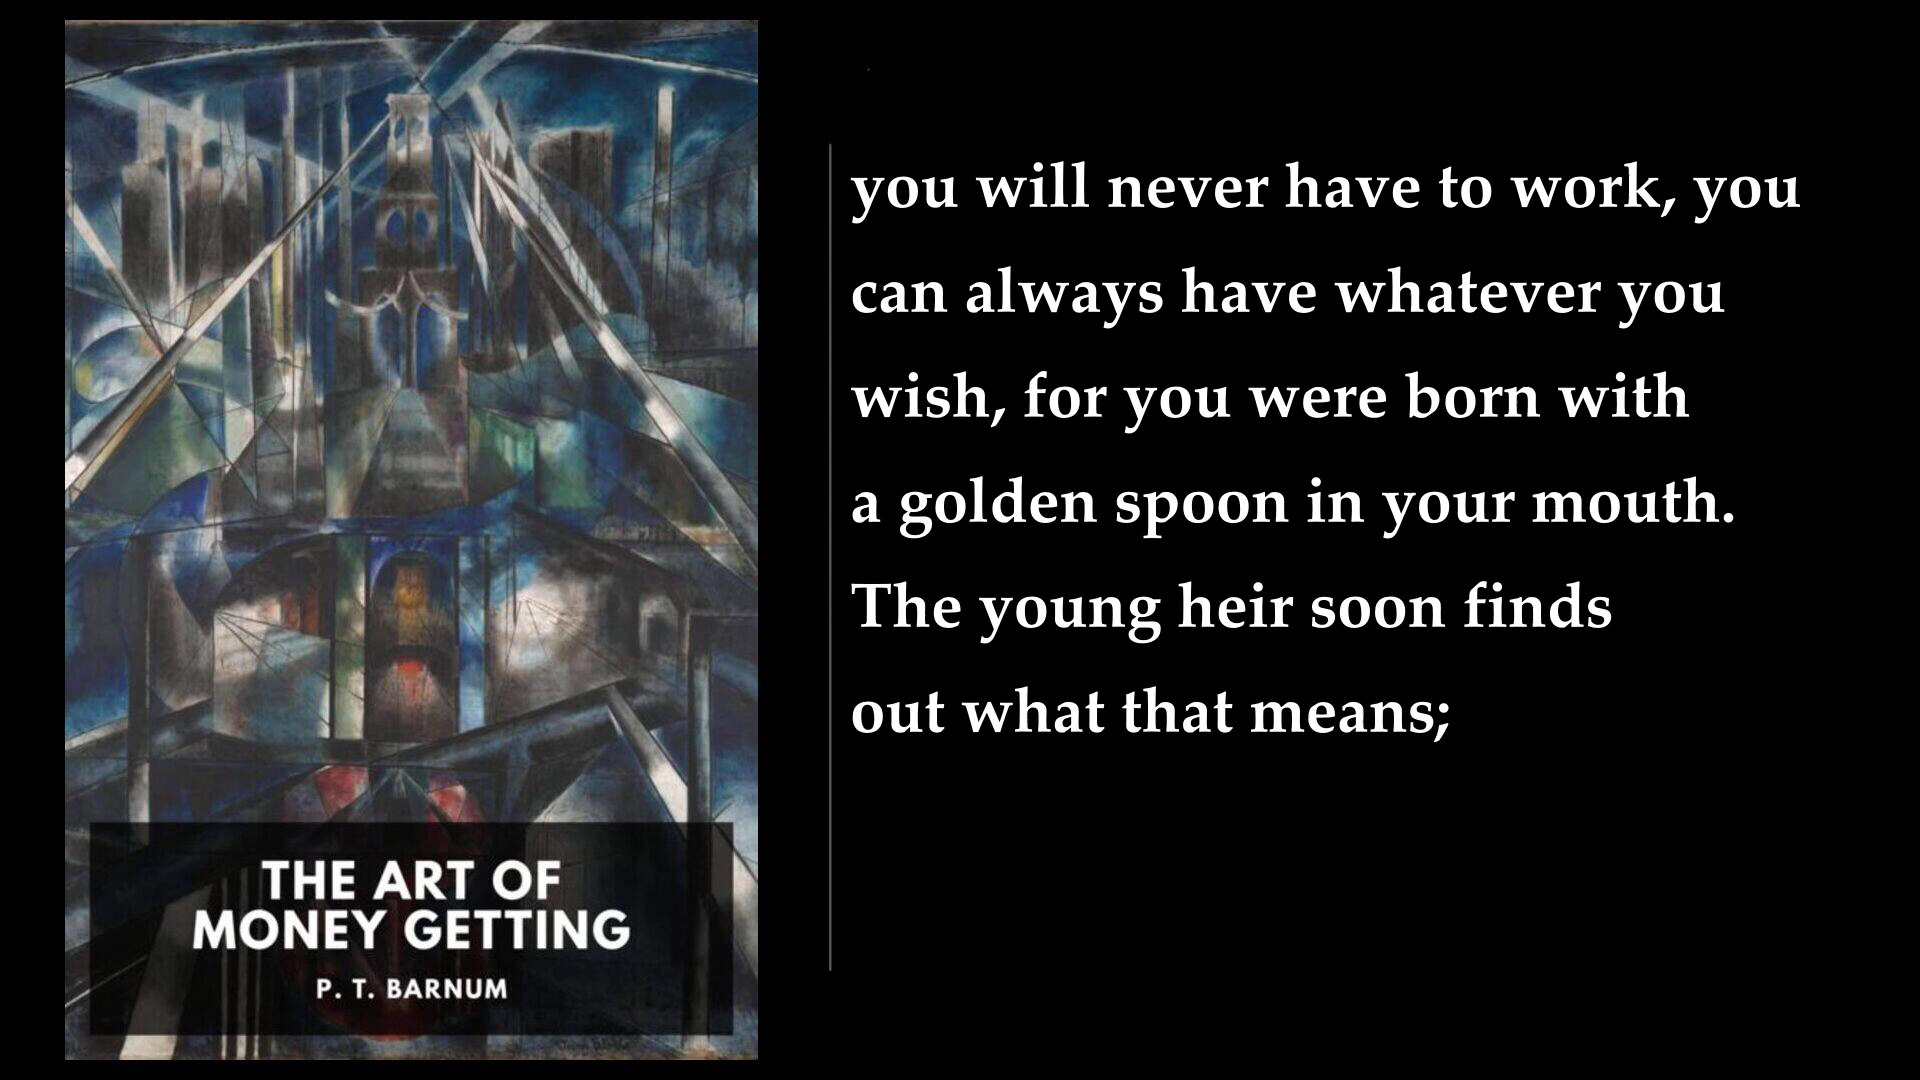 THE ART OF
MONEY GETTING
P. T. BARNUM
you will never have to work, you
can always have whatever you
wish, for you were born with
a golden spoon in your mouth.
The young heir soon finds
out what that means;